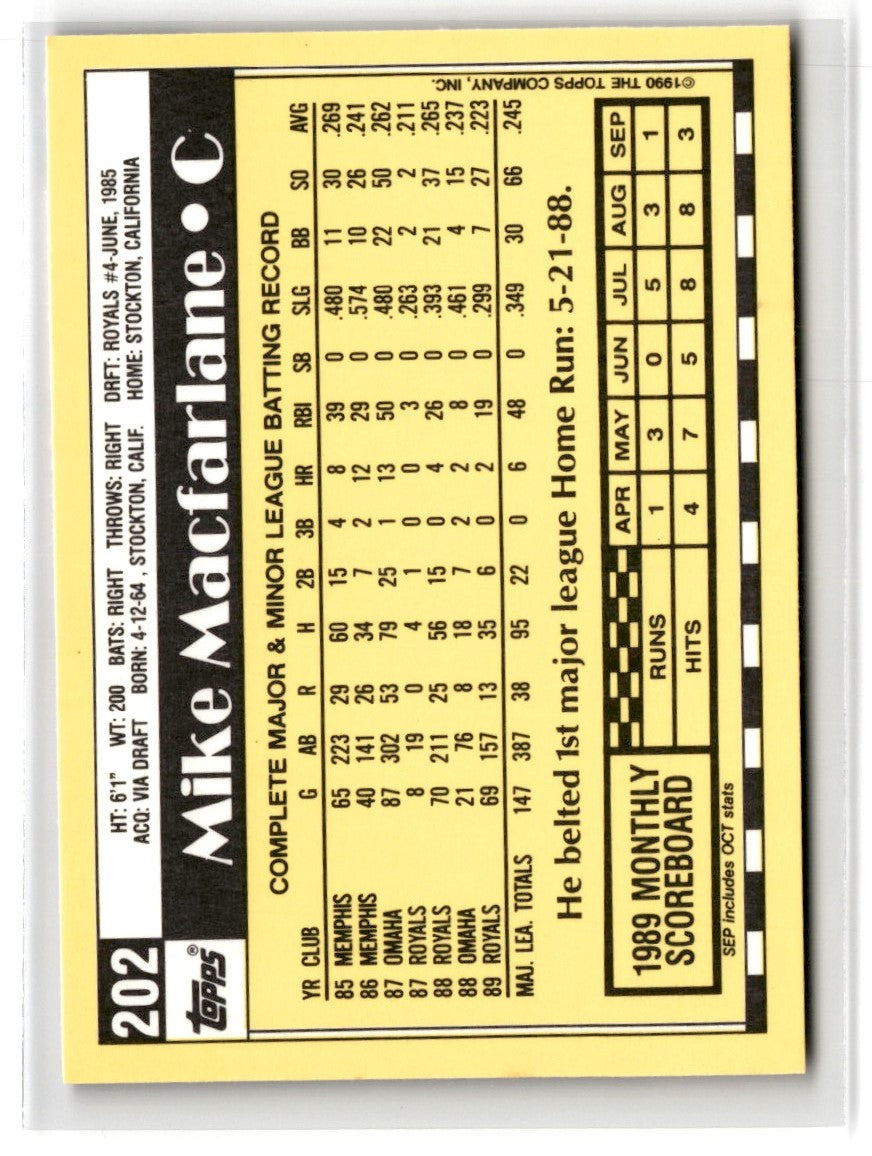 202
HT: 6'1" WT: 200 BATS: RIGHT THROWS: RIGHT DRFT: ROYALS #4-JUNE, 1985
ACQ: VIA DRAFT BORN: 4-12-64 , STOCKTON, CALIF. HOME: STOCKTON, CALIFORNIA
topps®
Mike Macfarlane • C
COMPLETE MAJOR & MINOR LEAGUE BATTING RECORD
YR CLUB G AB R H 2B 3B HR RBI SB SLG BB SO AVG
85 MEMPHIS 65 223 29 60 15 4 8 39 0 .480 11 30 .269
86 MEMPHIS 40 141 26 34 7 2 12 29 0 .574 10 26 .241
87 OMAHA 87 302 53 79 25 1 13 50 0 .480 22 50 .262
87 ROYALS 8 19 0 4 1 0 0 3 0 .263 2 2 .211
88 ROYALS 70 211 25 56 15 0 4 26 0 .393 21 37 .265
88 OMAHA 21 76 8 18 7 2 2 8 0 .461 4 15 .237
89 ROYALS 69 157 13 35 6 0 2 19 0 .299 7 27 .223
MAJ. LEA. TOTALS 147 387 38 95 22 0 6 48 0 .349 30 66 .245
He belted 1st major league Home Run: 5-21-88.
1989 MONTHLY
SCOREBOARD
APR MAY JUN JUL AUG SEP
RUNS 1 3 0 5 3 1
HITS 4 7 5 8 8 3
SEP includes OCT stats
©1990 THE TOPPS COMPANY, INC.